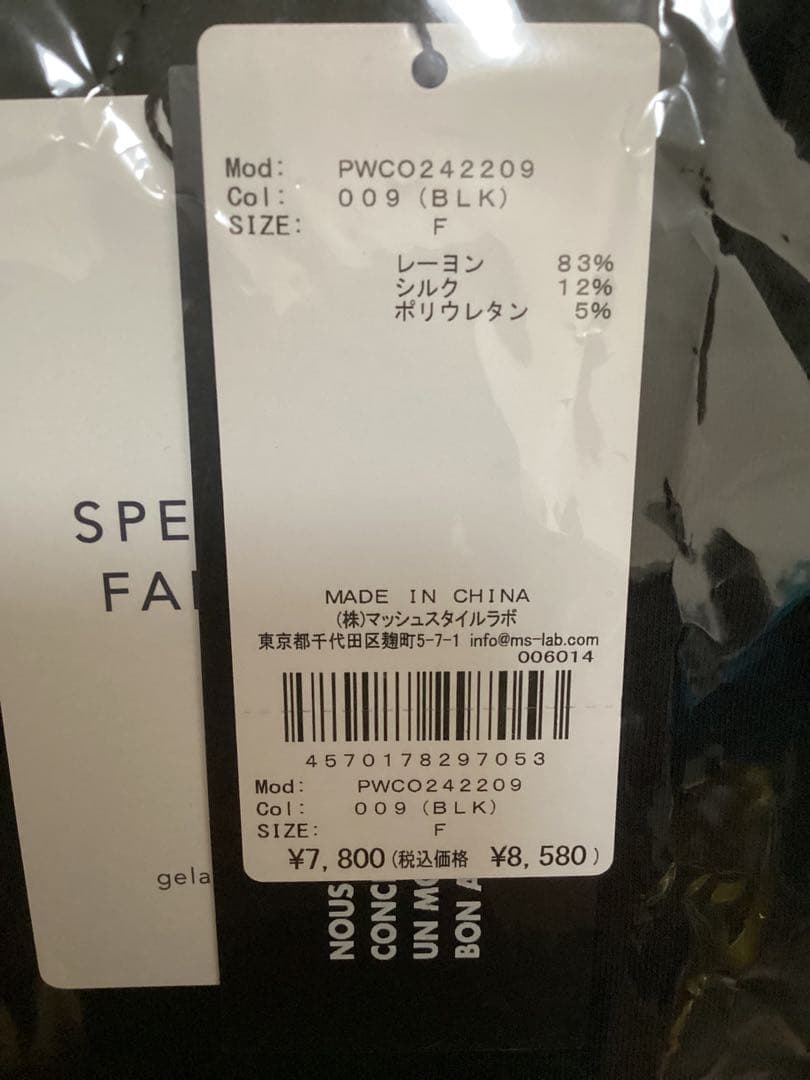 Mod: PWCO242209
Col: 009(BLK)
SIZE: F
レーヨン 83%
シルク 12%
ポリウレタン 5%
MADE IN CHINA
(株)マッシュスタイルラボ
東京都千代田区麹町5-7-1 info@ms-lab.com
006014
4570178297053
Mod: PWCO242209
Col: 009(BLK)
SIZE: F
¥7,800(税込価格 ¥8,580)
SPE
FA
gela
NOUS
CONC
UN MO
BON A